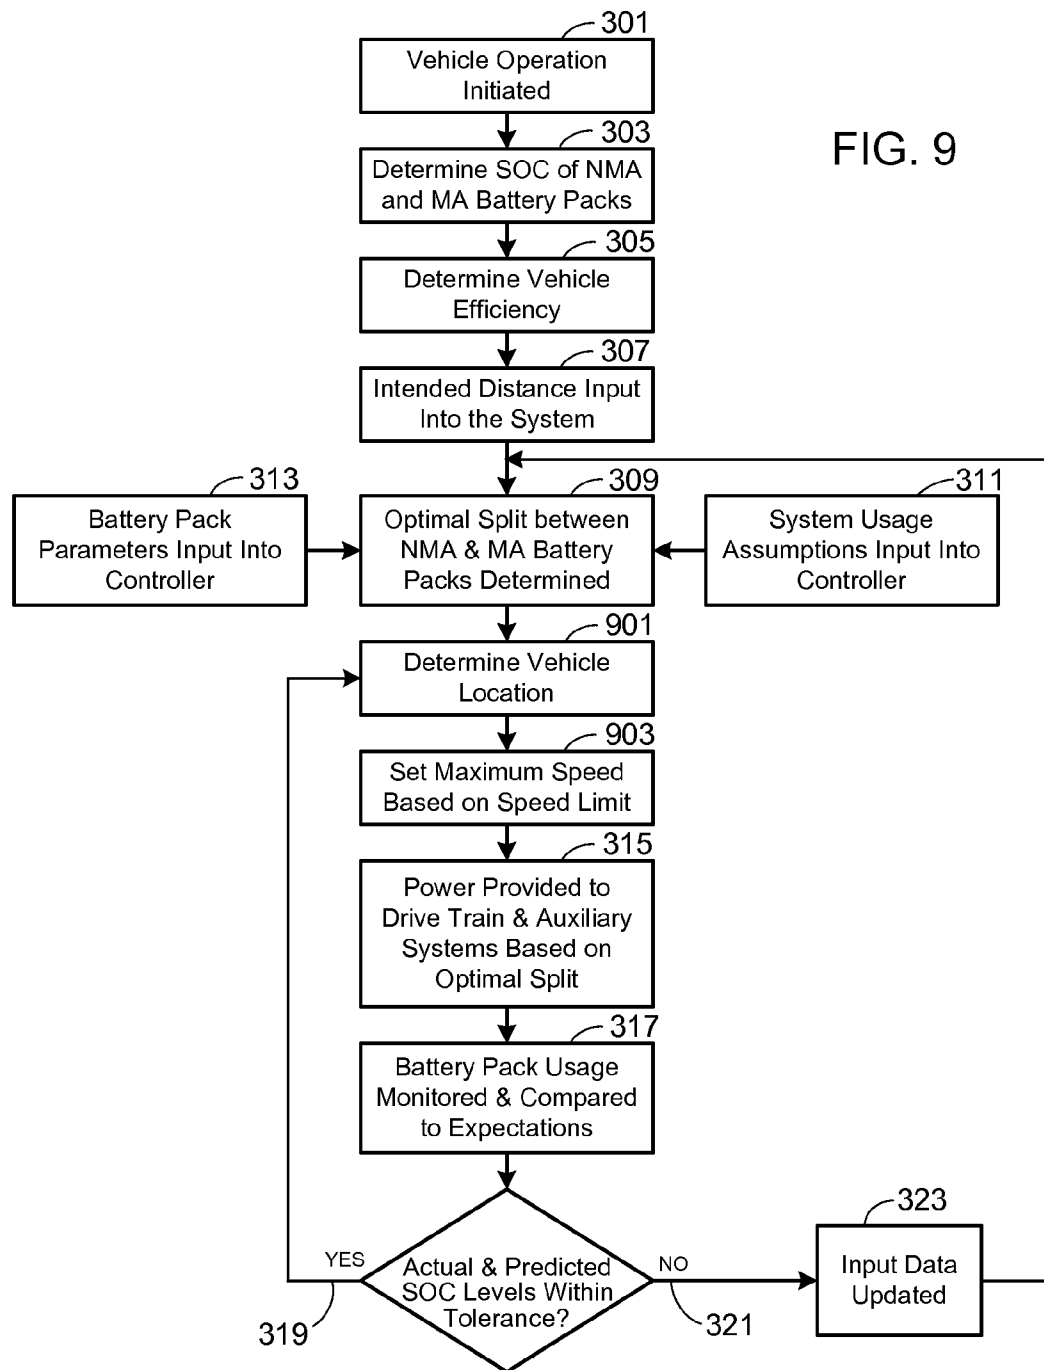 301
Vehicle Operation
Initiated
FIG. 9
303
Determine SOC of NMA
and MA Battery Packs
305
Determine Vehicle
Efficiency
307
Intended Distance Input
Into the System
313
Battery Pack
Parameters Input Into
Controller
309
Optimal Split between
NMA & MA Battery
Packs Determined
311
System Usage
Assumptions Input Into
Controller
901
Determine Vehicle
Location
903
Set Maximum Speed
Based on Speed Limit
315
Power Provided to
Drive Train & Auxiliary
Systems Based on
Optimal Split
317
Battery Pack Usage
Monitored & Compared
to Expectations
YES
319
Actual & Predicted
SOC Levels Within
Tolerance?
NO
321
323
Input Data
Updated